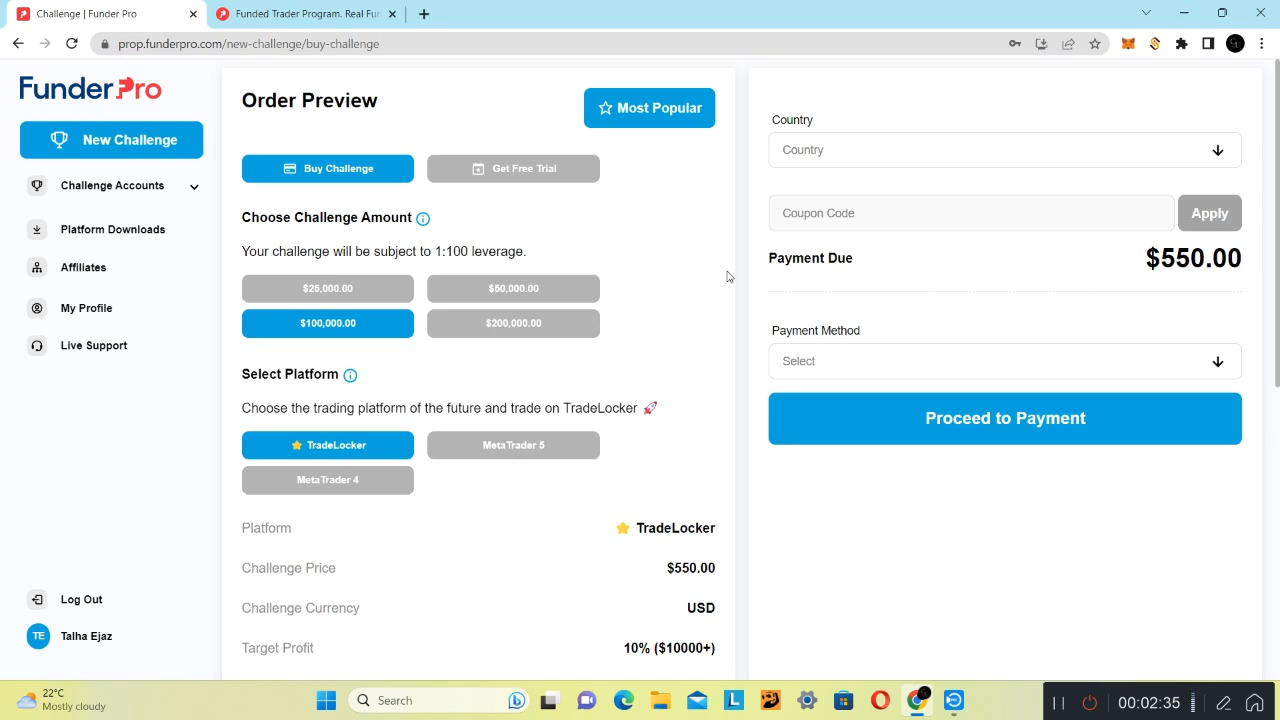 Challenge | Funder Pro
Funded Trader Program. Real Fun
prop.funderpro.com/new-challenge/buy-challenge
FunderPro
New Challenge
Challenge Accounts
Platform Downloads
Affiliates
My Profile
Live Support
Log Out
TE
Talha Ejaz
Order Preview
Most Popular
Buy Challenge
Get Free Trial
Choose Challenge Amount
Your challenge will be subject to 1:100 leverage.
$25,000.00
$50,000.00
$100,000.00
$200,000.00
Select Platform
Choose the trading platform of the future and trade on TradeLocker 🚀
⭐ TradeLocker
MetaTrader 5
MetaTrader 4
Platform
⭐ TradeLocker
Challenge Price
$550.00
Challenge Currency
USD
Target Profit
10% ($10000+)
Country
Country
Coupon Code
Apply
Payment Due
$550.00
Payment Method
Select
Proceed to Payment
22°C
Mostly cloudy
Search
00:02:35